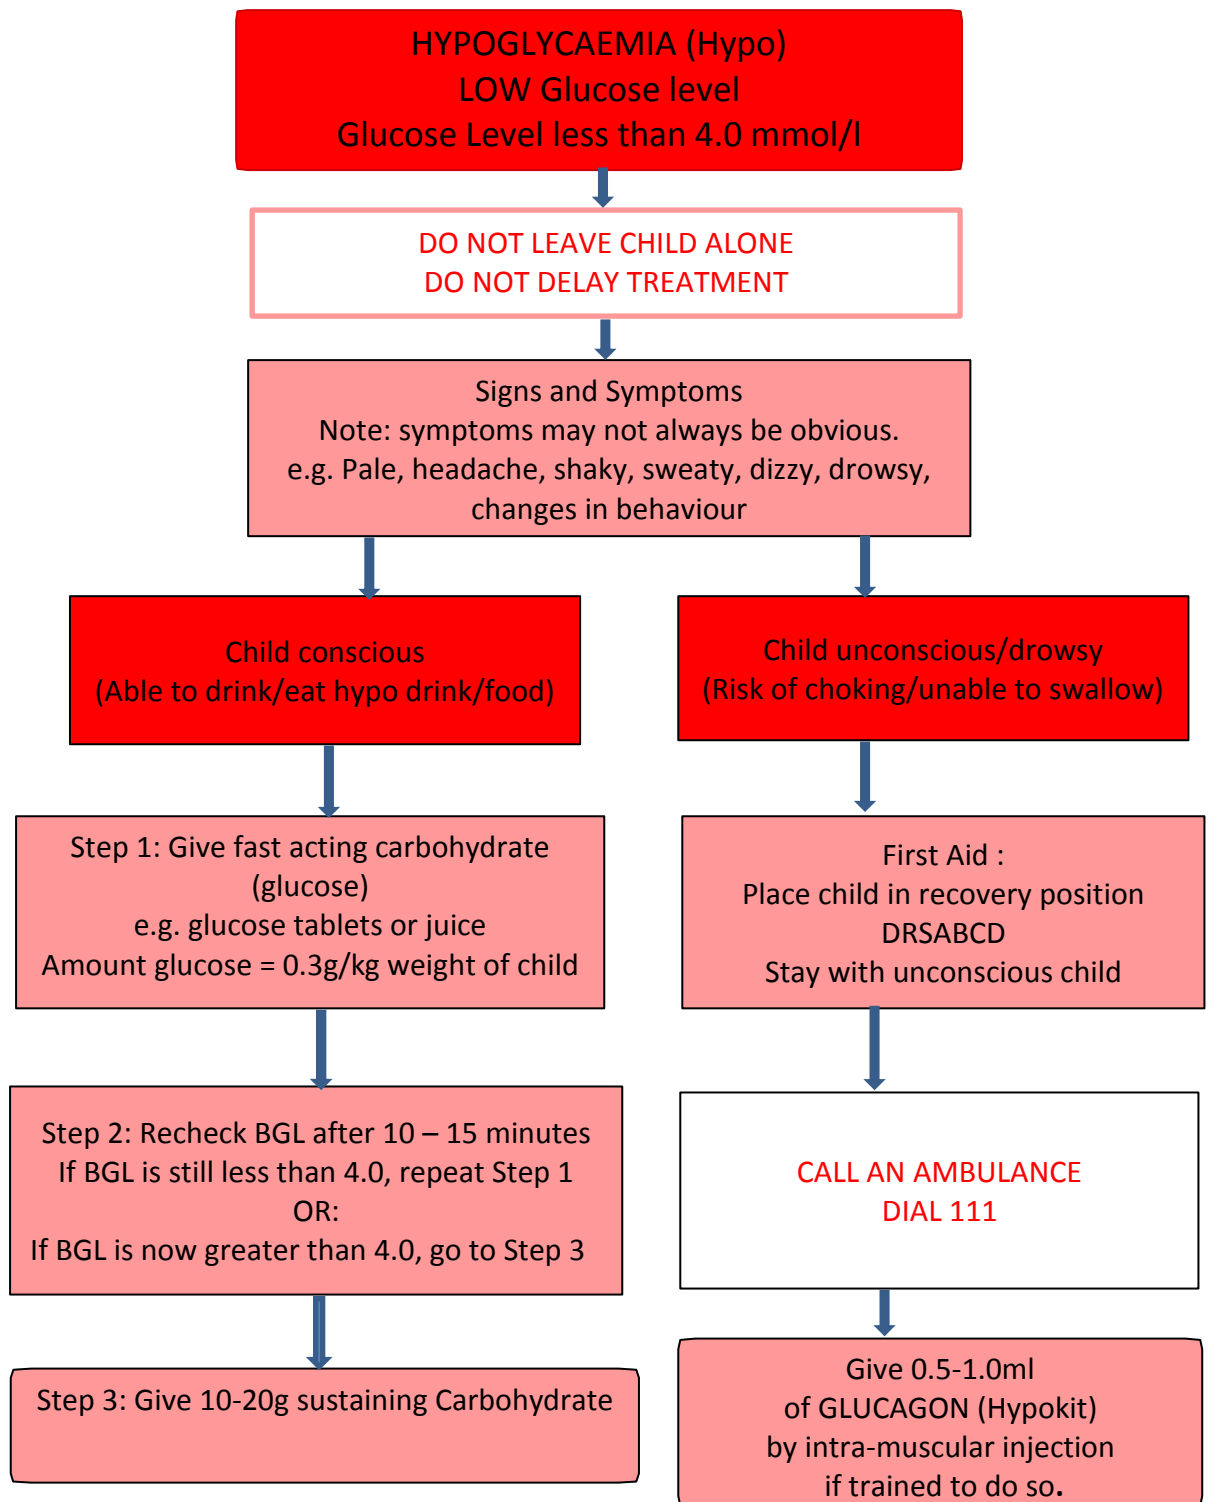 HYPOGLYCAEMIA (Hypo)
LOW Glucose level
Glucose Level less than 4.0 mmol/l
DO NOT LEAVE CHILD ALONE
DO NOT DELAY TREATMENT
Signs and Symptoms
Note: symptoms may not always be obvious.
e.g. Pale, headache, shaky, sweaty, dizzy, drowsy,
changes in behaviour
Child conscious
(Able to drink/eat hypo drink/food)
Child unconscious/drowsy
(Risk of choking/unable to swallow)
Step 1: Give fast acting carbohydrate
(glucose)
e.g. glucose tablets or juice
Amount glucose = 0.3g/kg weight of child
First Aid :
Place child in recovery position
DRSABCD
Stay with unconscious child
Step 2: Recheck BGL after 10 – 15 minutes
If BGL is still less than 4.0, repeat Step 1
OR:
If BGL is now greater than 4.0, go to Step 3
CALL AN AMBULANCE
DIAL 111
Step 3: Give 10-20g sustaining Carbohydrate
Give 0.5-1.0ml
of GLUCAGON (Hypokit)
by intra-muscular injection
if trained to do so.